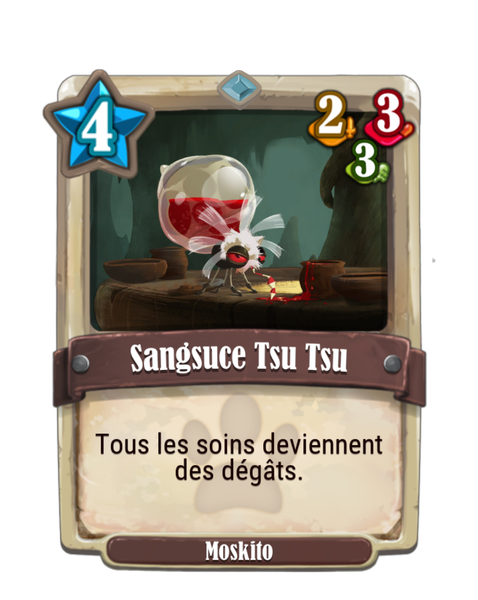 4
2
3
3
Sangsuce Tsu Tsu
Tous les soins deviennent
des dégâts.
Moskito